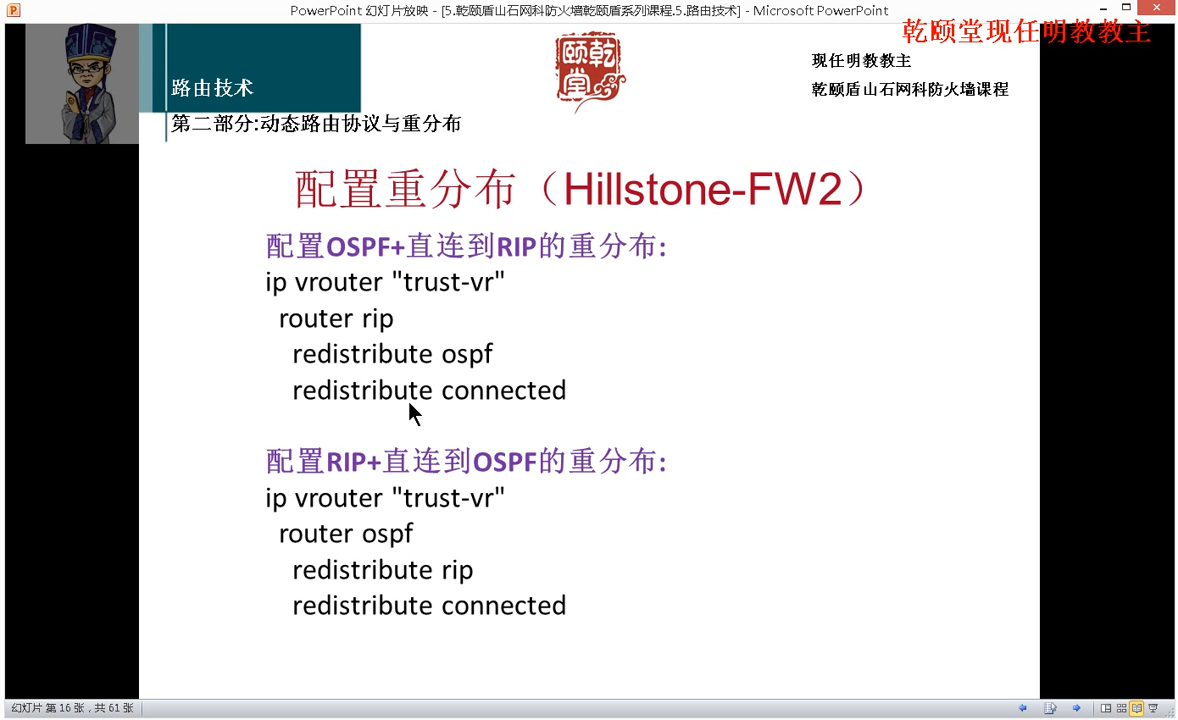 PowerPoint 幻灯片放映 - [5.乾颐盾山石网科防火墙乾颐盾系列课程.5.路由技术] - Microsoft PowerPoint
乾颐堂现任明教教主
现任明教教主
乾颐盾山石网科防火墙课程
路由技术
乾颐堂
第二部分:动态路由协议与重分布
配置重分布（Hillstone-FW2）
配置OSPF+直连到RIP的重分布:
ip vrouter "trust-vr"
router rip
redistribute ospf
redistribute connected
配置RIP+直连到OSPF的重分布:
ip vrouter "trust-vr"
router ospf
redistribute rip
redistribute connected
幻灯片 第 16 张，共 61 张